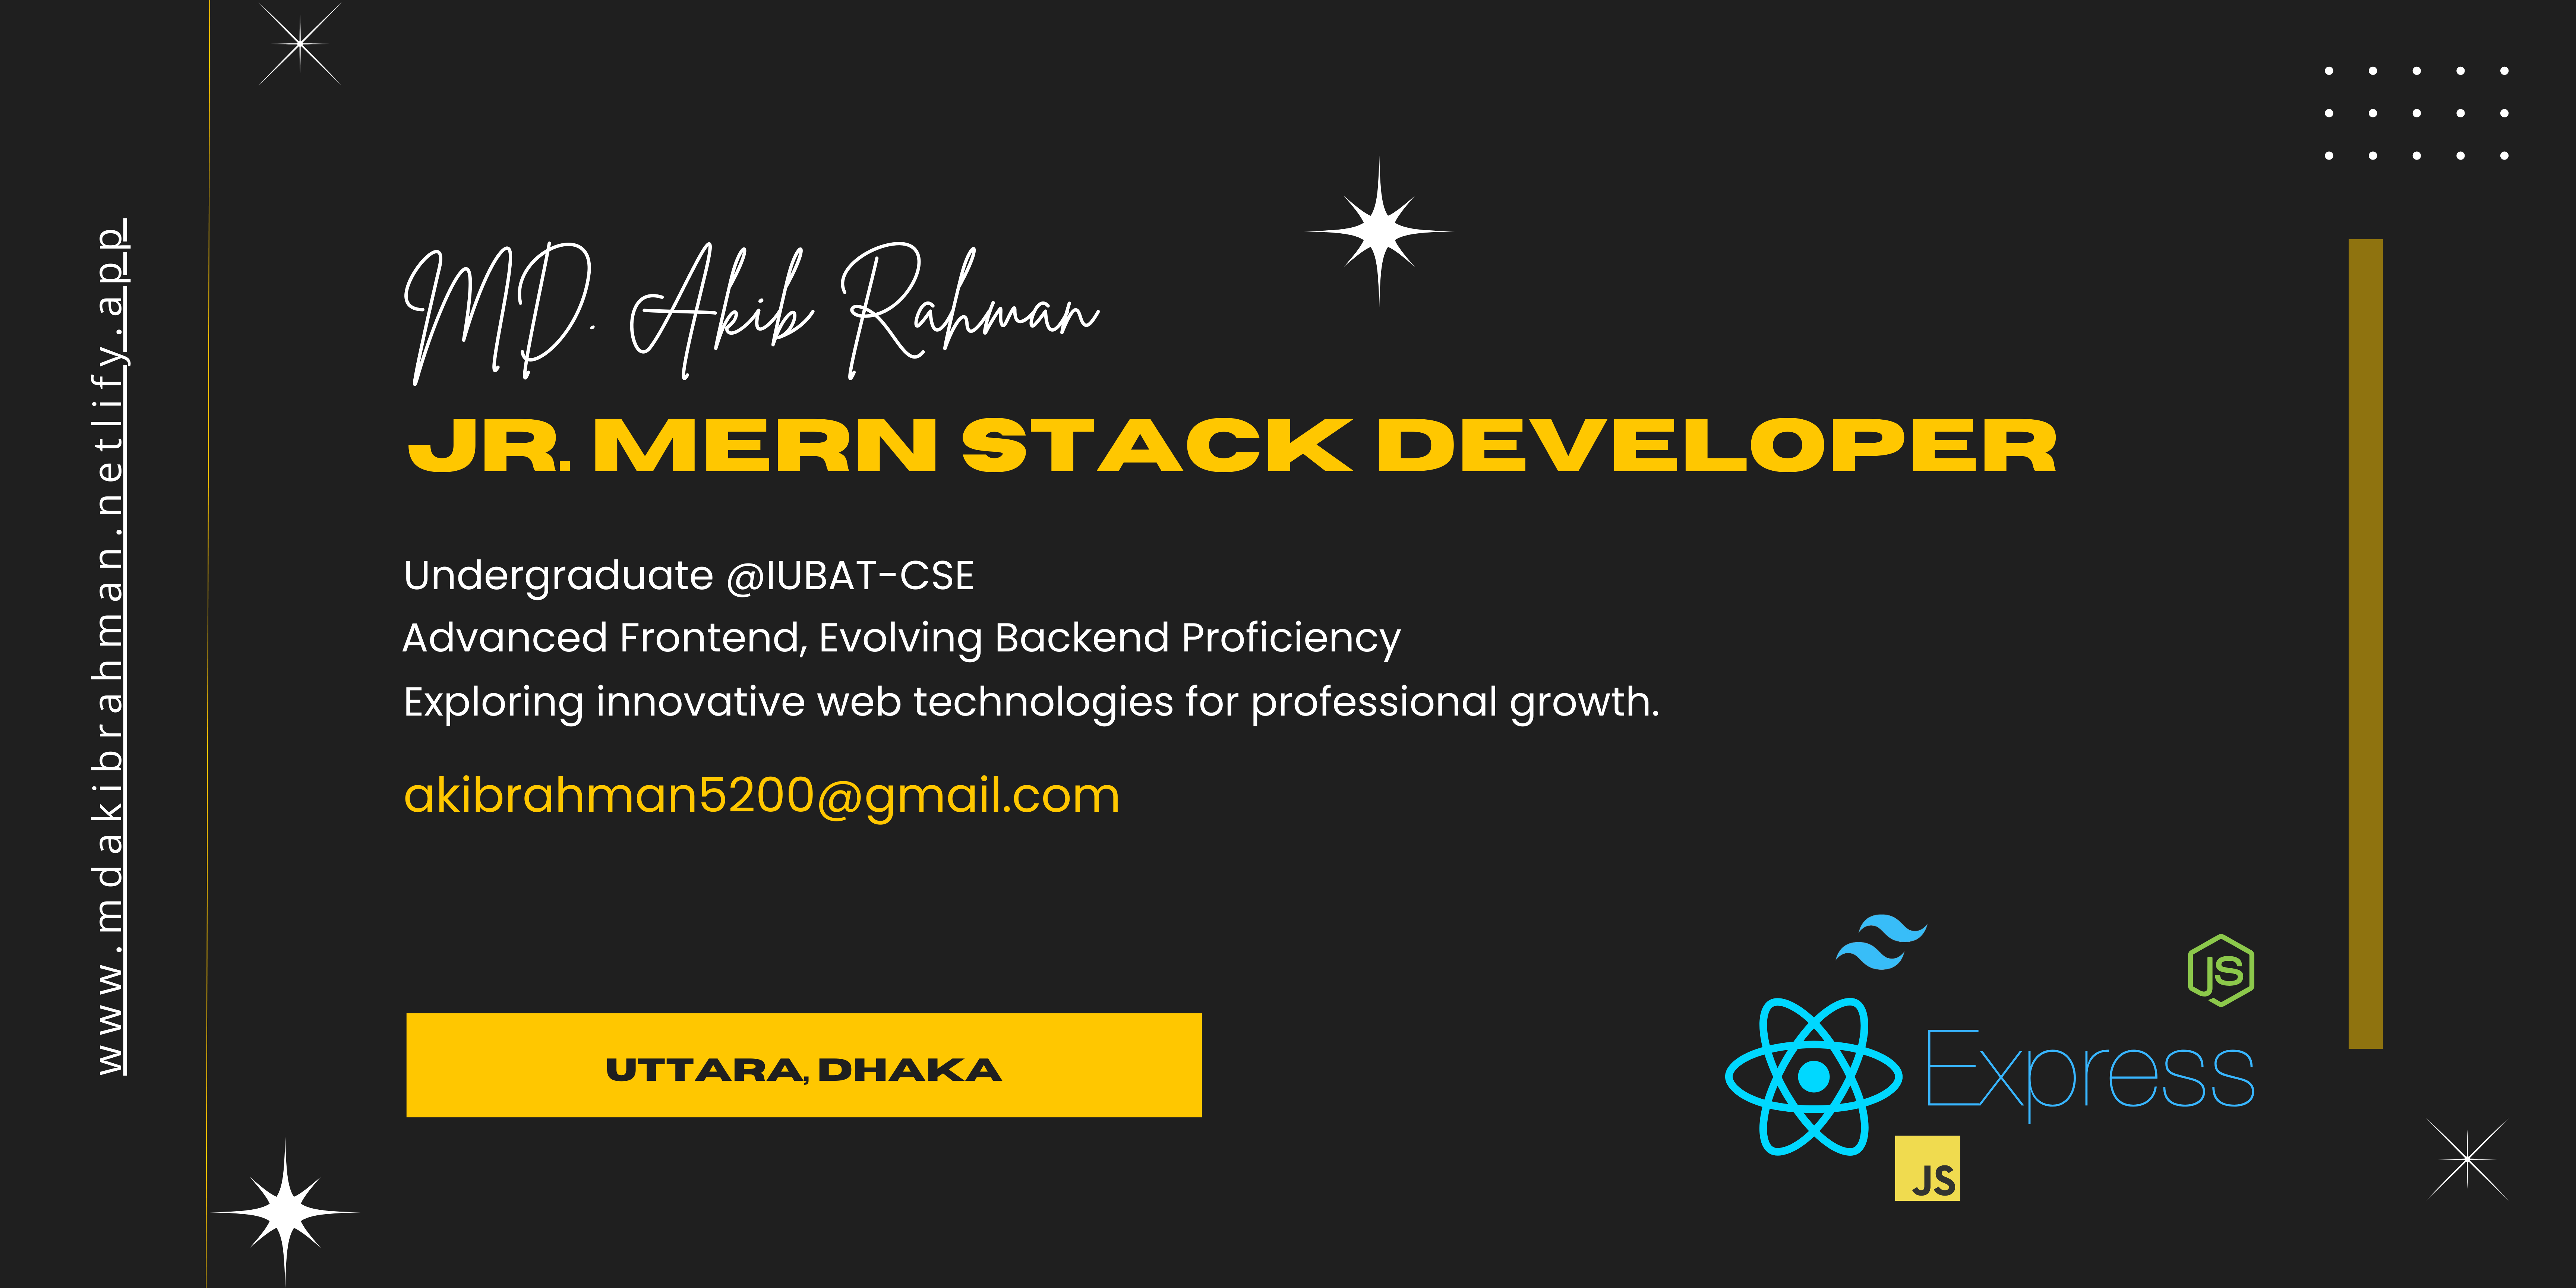 www.mdakibrahman.netlify.app
MD. Akib Rahman
JR. MERN STACK DEVELOPER
Undergraduate @IUBAT-CSE
Advanced Frontend, Evolving Backend Proficiency
Exploring innovative web technologies for professional growth.
akibrahman5200@gmail.com
UTTARA, DHAKA
JS
Express
JS